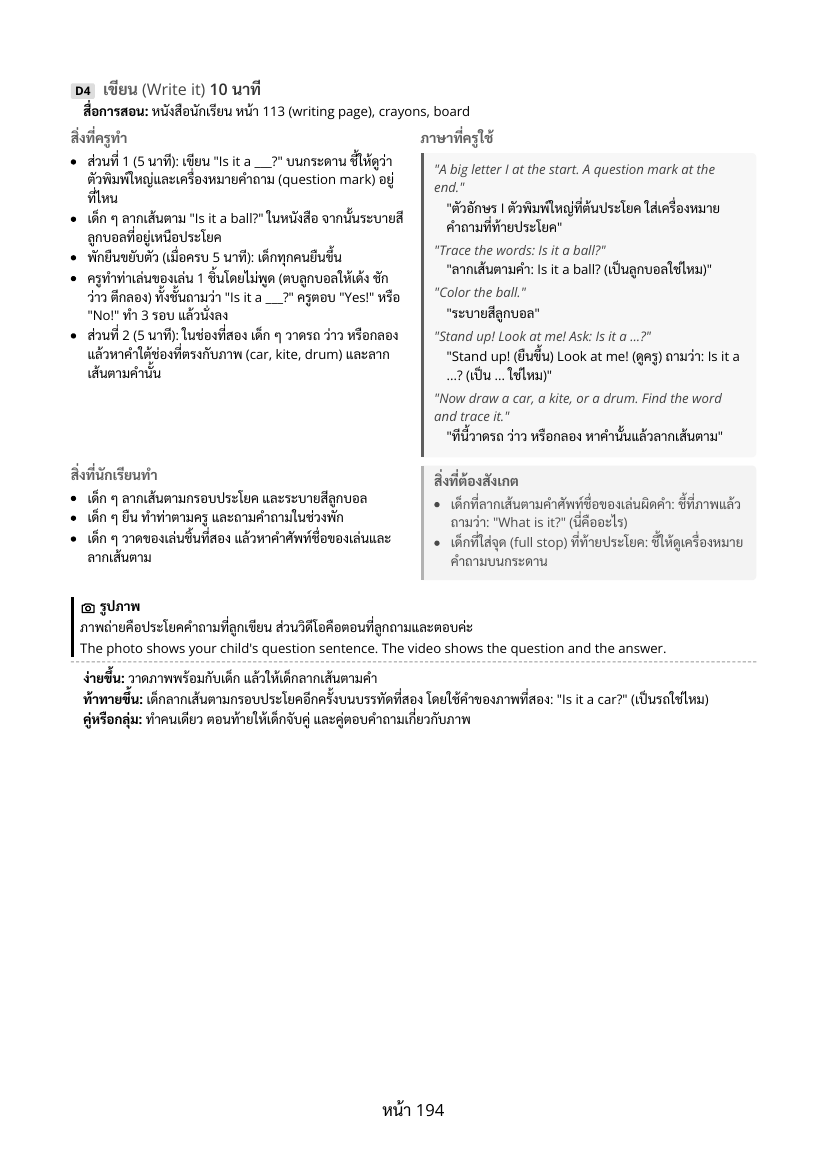 D4 เขียน (Write it) 10 นาที
สื่อการสอน: หนังสือนักเรียน หน้า 113 (writing page), crayons, board
สิ่งที่ครูทำ
ส่วนที่ 1 (5 นาที): เขียน "Is it a ___?" บนกระดาน ชี้ให้ดูว่า
ตัวพิมพ์ใหญ่และเครื่องหมายคำถาม (question mark) อยู่
ที่ไหน
เด็ก ๆ ลากเส้นตาม "Is it a ball?" ในหนังสือ จากนั้นระบายสี
ลูกบอลที่อยู่เหนือประโยค
พักยืนขยับตัว (เมื่อครบ 5 นาที): เด็กทุกคนยืนขึ้น
ครูทำท่าเล่นของเล่น 1 ชิ้นโดยไม่พูด (ตบลูกบอลให้เด้ง ชัก
ว่าว ตีกลอง) ทั้งชั้นถามว่า "Is it a ___?" ครูตอบ "Yes!" หรือ
"No!" ทำ 3 รอบ แล้วนั่งลง
ส่วนที่ 2 (5 นาที): ในช่องที่สอง เด็ก ๆ วาดรถ ว่าว หรือกลอง
แล้วหาคำใต้ช่องที่ตรงกับภาพ (car, kite, drum) และลาก
เส้นตามคำนั้น
ภาษาที่ครูใช้
"A big letter I at the start. A question mark at the
end."
"ตัวอักษร I ตัวพิมพ์ใหญ่ที่ต้นประโยค ใส่เครื่องหมาย
คำถามที่ท้ายประโยค"
"Trace the words: Is it a ball?"
"ลากเส้นตามคำ: Is it a ball? (เป็นลูกบอลใช่ไหม)"
"Color the ball."
"ระบายสีลูกบอล"
"Stand up! Look at me! Ask: Is it a ...?"
"Stand up! (ยืนขึ้น) Look at me! (ดูครู) ถามว่า: Is it a
...? (เป็น ... ใช่ไหม)"
"Now draw a car, a kite, or a drum. Find the word
and trace it."
"ทีนี้วาดรถ ว่าว หรือกลอง หาคำนั้นแล้วลากเส้นตาม"
สิ่งที่นักเรียนทำ
เด็ก ๆ ลากเส้นตามกรอบประโยค และระบายสีลูกบอล
เด็ก ๆ ยืน ทำท่าตามครู และถามคำถามในช่วงพัก
เด็ก ๆ วาดของเล่นชิ้นที่สอง แล้วหาคำศัพท์ชื่อของเล่นและ
ลากเส้นตาม
สิ่งที่ต้องสังเกต
เด็กที่ลากเส้นตามคำศัพท์ชื่อของเล่นผิดคำ: ชี้ที่ภาพแล้ว
ถามว่า: "What is it?" (นี่คืออะไร)
เด็กที่ใส่จุด (full stop) ที่ท้ายประโยค: ชี้ให้ดูเครื่องหมาย
คำถามบนกระดาน
รูปภาพ
ภาพถ่ายคือประโยคคำถามที่ลูกเขียน ส่วนวิดีโอคือตอนที่ลูกถามและตอบค่ะ
The photo shows your child's question sentence. The video shows the question and the answer.
ง่ายขึ้น: วาดภาพพร้อมกับเด็ก แล้วให้เด็กลากเส้นตามคำ
ท้าทายขึ้น: เด็กลากเส้นตามกรอบประโยคอีกครั้งบนบรรทัดที่สอง โดยใช้คำของภาพที่สอง: "Is it a car?" (เป็นรถใช่ไหม)
คู่หรือกลุ่ม: ทำคนเดียว ตอนท้ายให้เด็กจับคู่ และคู่ตอบคำถามเกี่ยวกับภาพ
หน้า 194